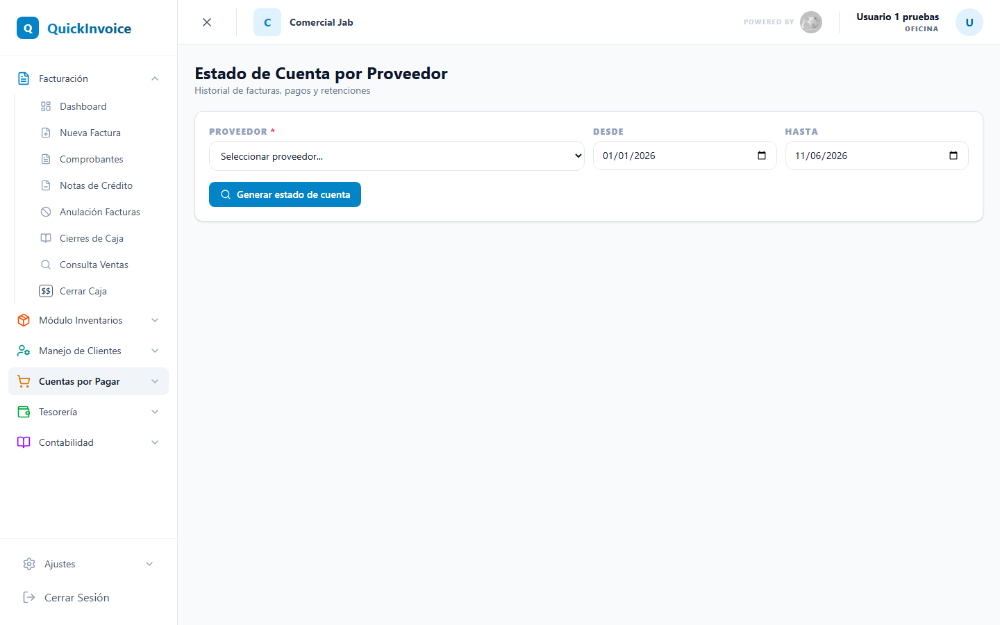 Q QuickInvoice
Facturación
Dashboard
Nueva Factura
Comprobantes
Notas de Crédito
Anulación Facturas
Cierres de Caja
Consulta Ventas
$$ Cerrar Caja
Módulo Inventarios
Manejo de Clientes
Cuentas por Pagar
Tesorería
Contabilidad
Ajustes
Cerrar Sesión
C Comercial Jab
POWERED BY
Usuario 1 pruebas
OFICINA
U
Estado de Cuenta por Proveedor
Historial de facturas, pagos y retenciones
PROVEEDOR * DESDE HASTA
Seleccionar proveedor... 01/01/2026 11/06/2026
Generar estado de cuenta